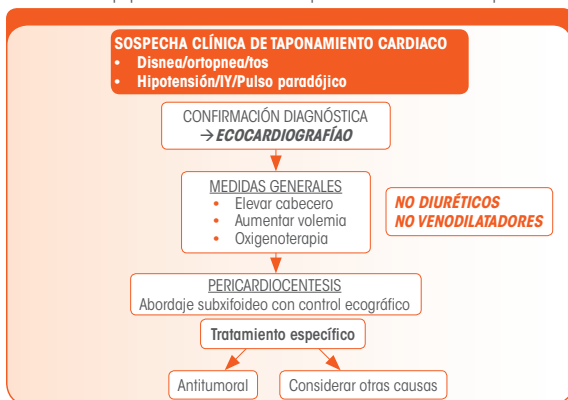 SOSPECHA CLÍNICA DE TAPONAMIENTO CARDIACO
• Disnea/ortopnea/tos
• Hipotensión/IY/Pulso paradójico
CONFIRMACIÓN DIAGNÓSTICA
→ ECOCARDIOGRAFÍAO
MEDIDAS GENERALES
• Elevar cabecero
• Aumentar volemia
• Oxigenoterapia
NO DIURÉTICOS
NO VENODILATADORES
PERICARDIOCENTESIS
Abordaje subxifoideo con control ecográfico
Tratamiento específico
Antitumoral
Considerar otras causas